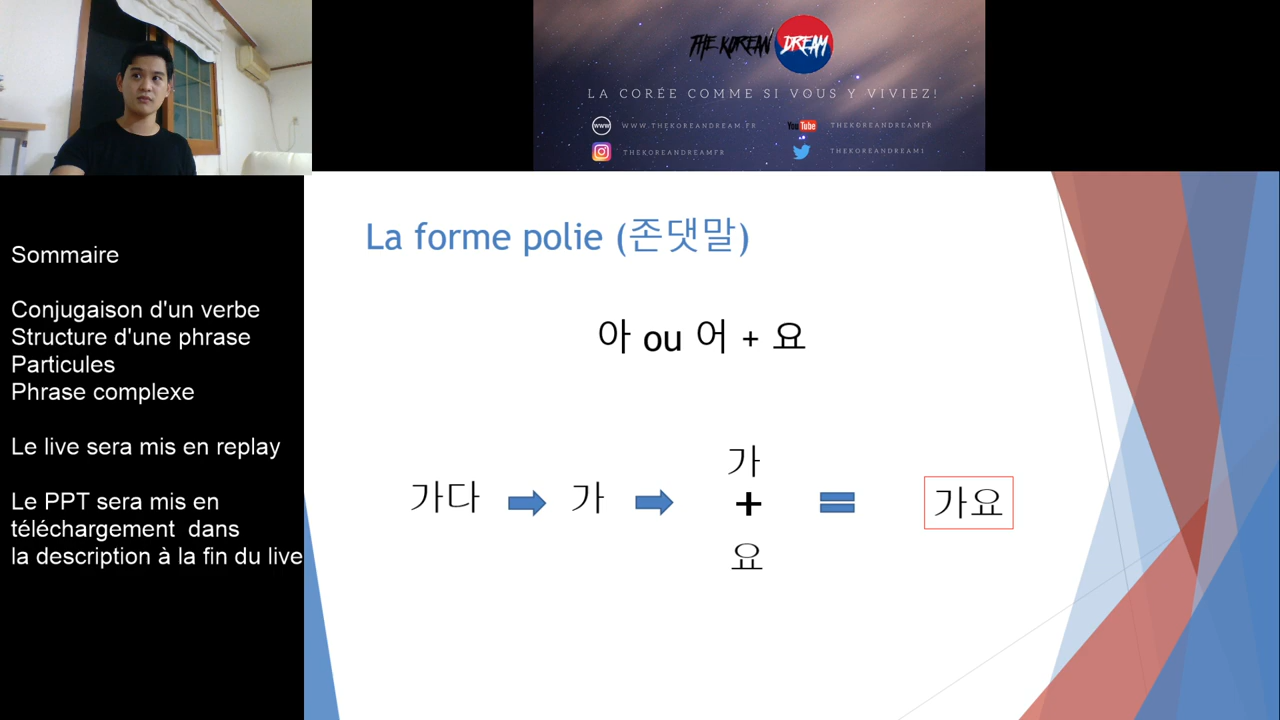 THE KOREAN DREAM
LA CORÉE COMME SI VOUS Y VIVIEZ!
WWW WWW.THEKOREANDREAM.FR
YouTube THEKOREANDREAMFR
THEKOREANDREAMFR
THEKOREANDREAM1
Sommaire
Conjugaison d'un verbe
Structure d'une phrase
Particules
Phrase complexe
Le live sera mis en replay
Le PPT sera mis en
téléchargement dans
la description à la fin du live
La forme polie (존댓말)
아 ou 어 + 요
가다 가 가 + 요 = 가요